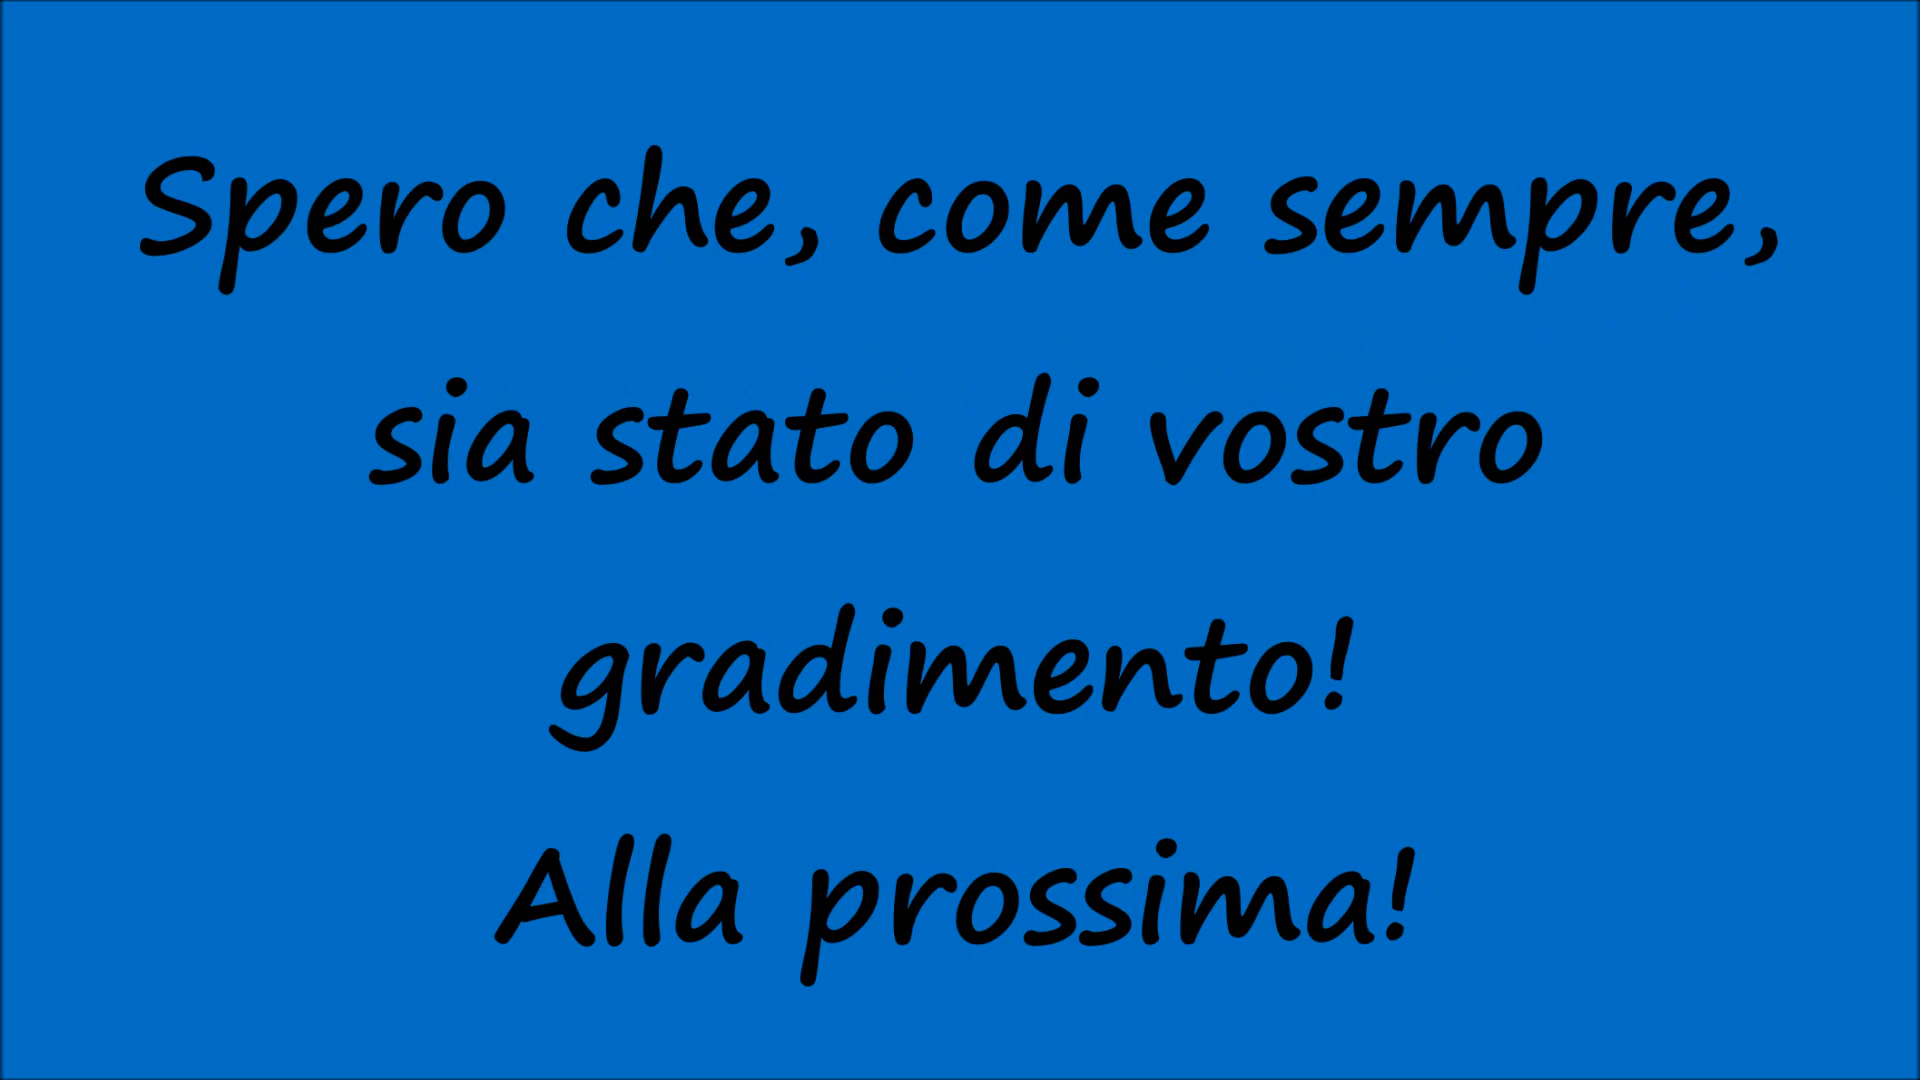 Spero che, come sempre,
sia stato di vostro
gradimento!
Alla prossima!